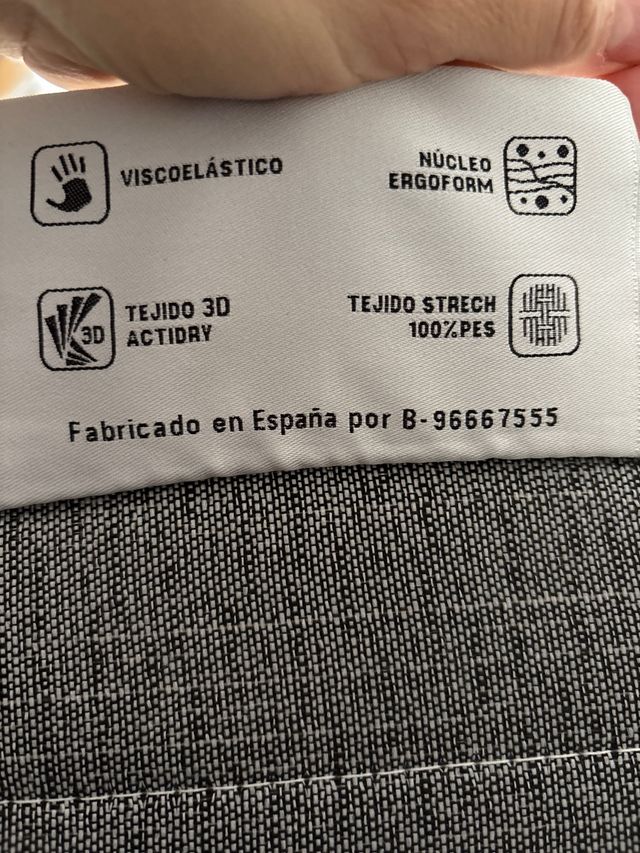 VISCOELÁSTICO
NÚCLEO
ERGOFORM
3D
TEJIDO 3D
ACTIDRY
TEJIDO STRECH
100%PES
Fabricado en España por B-96667555